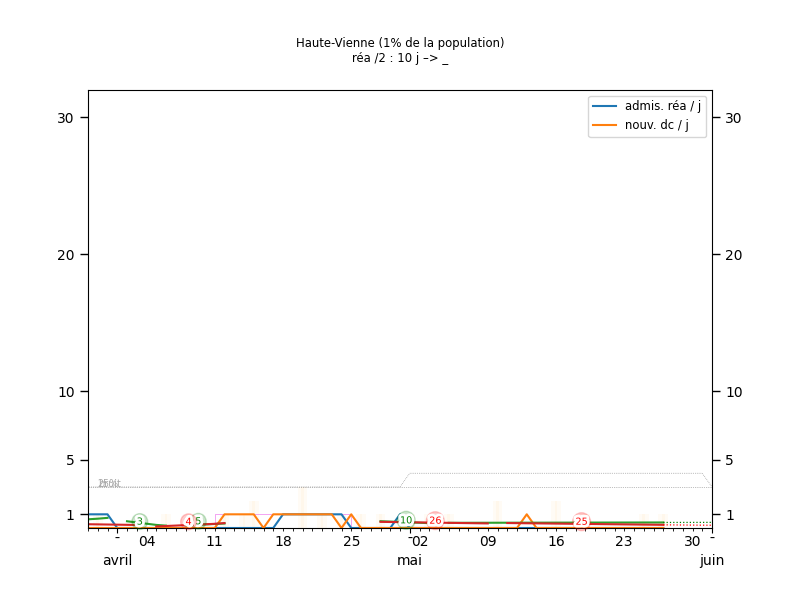 Haute-Vienne (1% de la population)
réa /2 : 10 j –> _
admis. réa / j
nouv. dc / j
30 30
20 20
10 10
5 5
1 1
3 4 5 10 26 25
- 04 11 18 25 - 02 09 16 23 30 -
avril mai juin